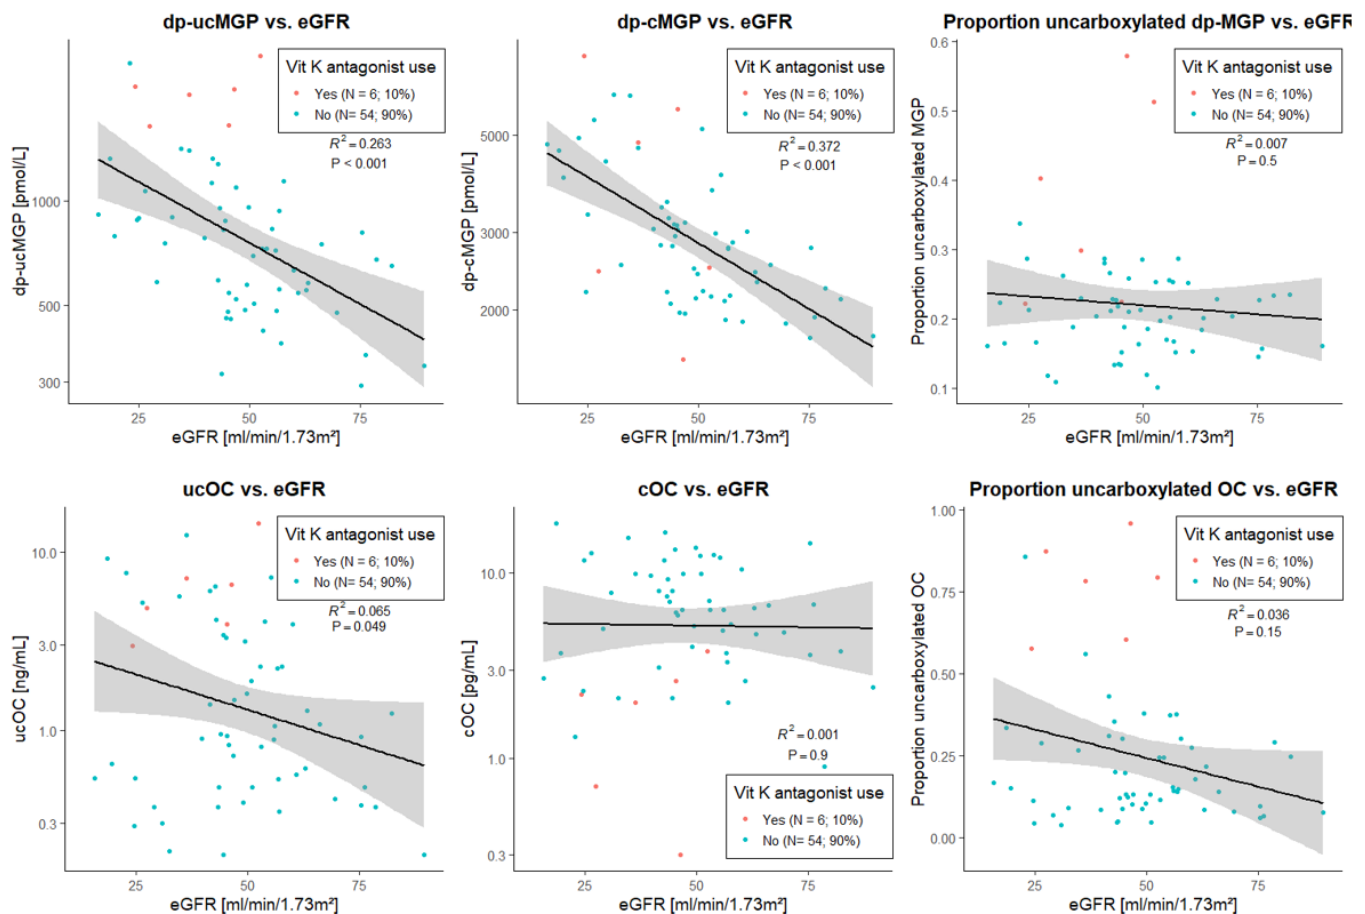 dp-ucMGP vs. eGFR
dp-ucMGP [pmol/L]
1000
500
300
Vit K antagonist use
Yes (N = 6; 10%)
No (N= 54; 90%)
R² = 0.263
P < 0.001
25 50 75
eGFR [ml/min/1.73m²]
dp-cMGP vs. eGFR
dp-cMGP [pmol/L]
5000
3000
2000
Vit K antagonist use
Yes (N = 6; 10%)
No (N= 54; 90%)
R² = 0.372
P < 0.001
25 50 75
eGFR [ml/min/1.73m²]
Proportion uncarboxylated dp-MGP vs. eGFR
Proportion uncarboxylated MGP
0.6
0.5
0.4
0.3
0.2
0.1
Vit K antagonist use
Yes (N = 6; 10%)
No (N= 54; 90%)
R² = 0.007
P = 0.5
25 50 75
eGFR [ml/min/1.73m²]
ucOC vs. eGFR
ucOC [ng/mL]
10.0
3.0
1.0
0.3
Vit K antagonist use
Yes (N = 6; 10%)
No (N= 54; 90%)
R² = 0.065
P = 0.049
25 50 75
eGFR [ml/min/1.73m²]
cOC vs. eGFR
cOC [pg/mL]
10.0
3.0
1.0
0.3
R² = 0.001
P = 0.9
Vit K antagonist use
Yes (N = 6; 10%)
No (N= 54; 90%)
25 50 75
eGFR [ml/min/1.73m²]
Proportion uncarboxylated OC vs. eGFR
Proportion uncarboxylated OC
1.00
0.75
0.50
0.25
0.00
Vit K antagonist use
Yes (N = 6; 10%)
No (N= 54; 90%)
R² = 0.036
P = 0.15
25 50 75
eGFR [ml/min/1.73m²]